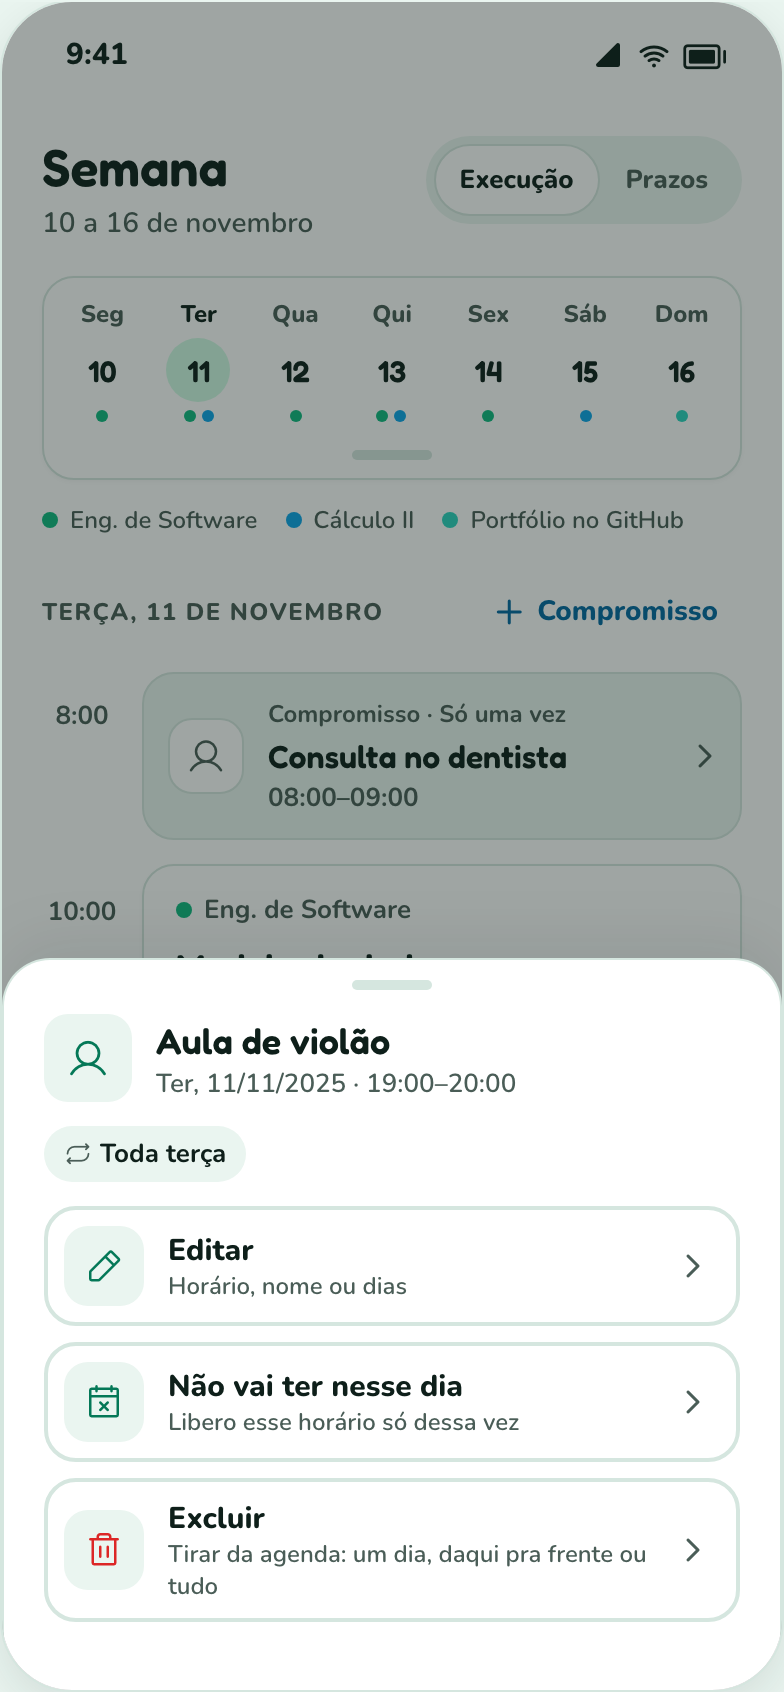 9:41
Semana
10 a 16 de novembro
Execução
Prazos
Seg Ter Qua Qui Sex Sáb Dom
10 11 12 13 14 15 16
Eng. de Software
Cálculo II
Portfólio no GitHub
TERÇA, 11 DE NOVEMBRO
Compromisso
8:00
Compromisso · Só uma vez
Consulta no dentista
08:00–09:00
10:00
Eng. de Software
Aula de violão
Ter, 11/11/2025 · 19:00–20:00
Toda terça
Editar
Horário, nome ou dias
Não vai ter nesse dia
Libero esse horário só dessa vez
Excluir
Tirar da agenda: um dia, daqui pra frente ou
tudo